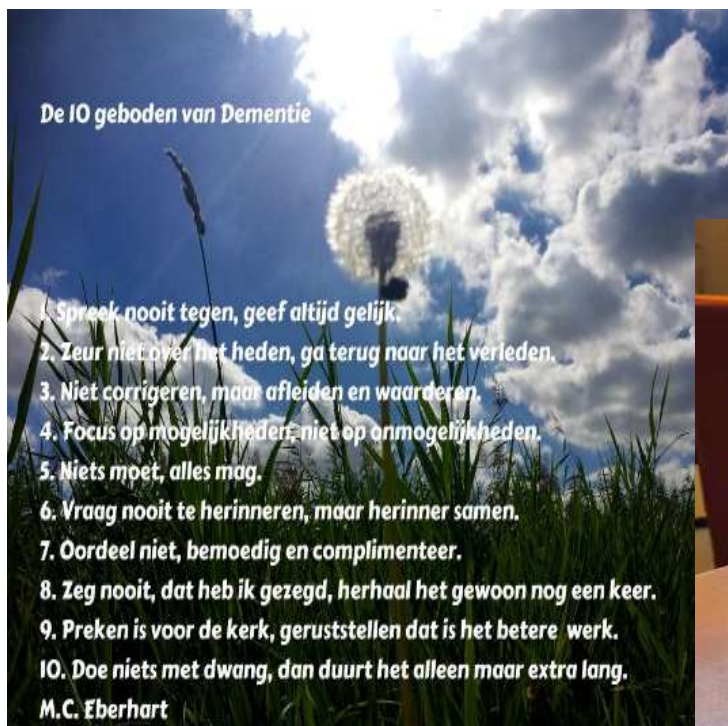 De 10 geboden van Dementie
1. Spreek nooit tegen, geef altijd gelijk.
2. Zeur niet over het heden, ga terug naar het verleden.
3. Niet corrigeren, maar afleiden en waarderen.
4. Focus op mogelijkheden, niet op onmogelijkheden.
5. Niets moet, alles mag.
6. Vraag nooit te herinneren, maar herinner samen.
7. Oordeel niet, bemoedig en complimenteer.
8. Zeg nooit, dat heb ik gezegd, herhaal het gewoon nog een keer.
9. Preken is voor de kerk, geruststellen dat is het betere werk.
10. Doe niets met dwang, dan duurt het alleen maar extra lang.
M.C. Eberhart